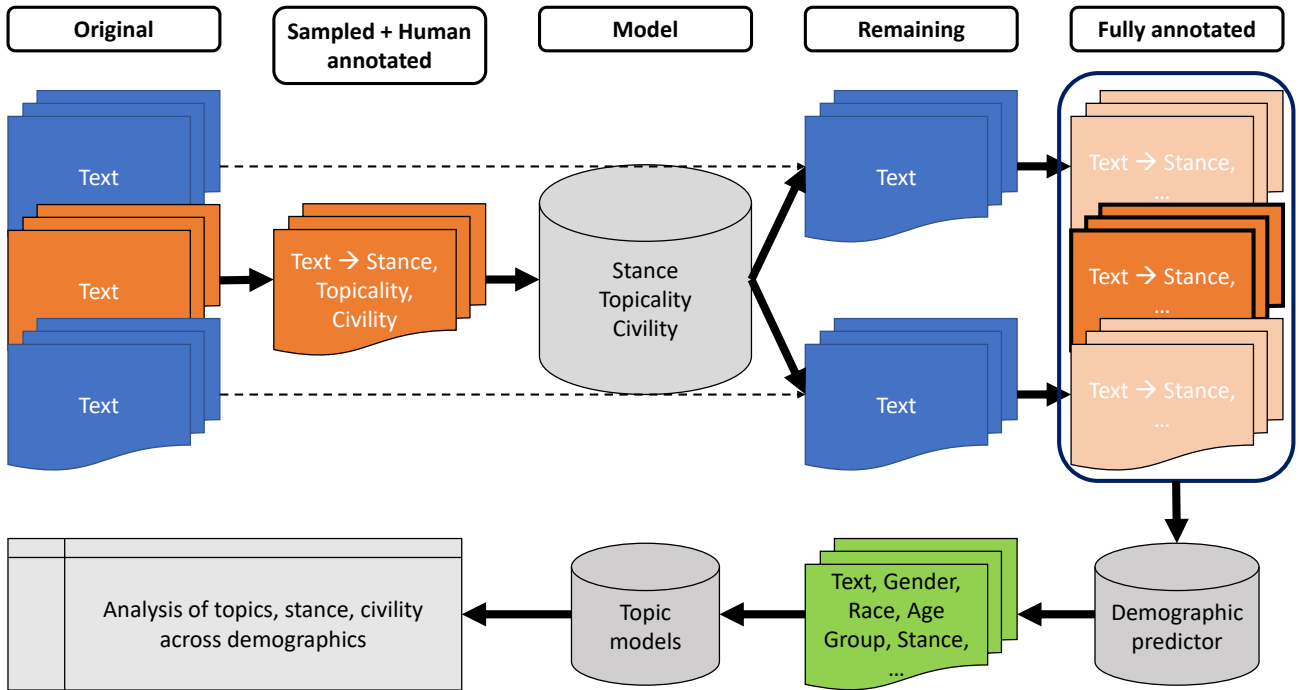 Original
Sampled + Human
annotated
Model
Remaining
Fully annotated
Text
Text
Text
Text → Stance,
Topicality,
Civility
Stance
Topicality
Civility
Text
Text
Text → Stance,
...
Text → Stance,
...
Text → Stance,
...
Analysis of topics, stance, civility
across demographics
Topic
models
Text, Gender,
Race, Age
Group, Stance,
...
Demographic
predictor